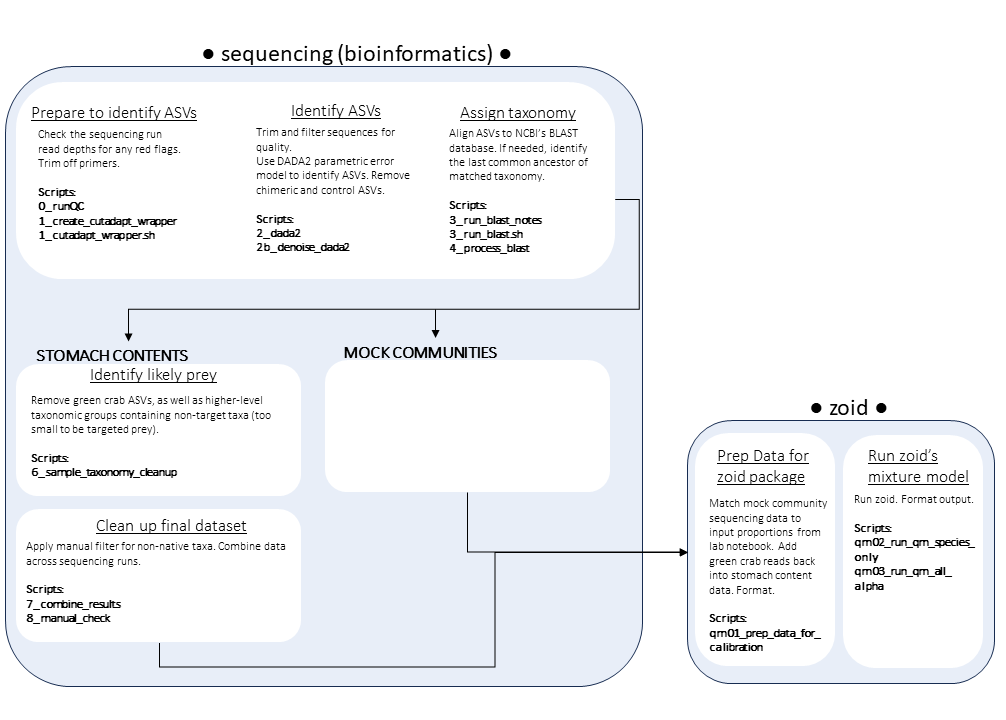 ● sequencing (bioinformatics) ●
Prepare to identify ASVs
Check the sequencing run
read depths for any red flags.
Trim off primers.
Scripts:
0_runQC
1_create_cutadapt_wrapper
1_cutadapt_wrapper.sh
Identify ASVs
Trim and filter sequences for
quality.
Use DADA2 parametric error
model to identify ASVs. Remove
chimeric and control ASVs.
Scripts:
2_dada2
2b_denoise_dada2
Assign taxonomy
Align ASVs to NCBI's BLAST
database. If needed, identify
the last common ancestor of
matched taxonomy.
Scripts:
3_run_blast_notes
3_run_blast.sh
4_process_blast
STOMACH CONTENTS
Identify likely prey
Remove green crab ASVs, as well as higher-level
taxonomic groups containing non-target taxa (too
small to be targeted prey).
Scripts:
6_sample_taxonomy_cleanup
Clean up final dataset
Apply manual filter for non-native taxa. Combine data
across sequencing runs.
Scripts:
7_combine_results
8_manual_check
MOCK COMMUNITIES
● zoid ●
Prep Data for
zoid package
Match mock community
sequencing data to
input proportions from
lab notebook. Add
green crab reads back
into stomach content
data. Format.
Scripts:
qm01_prep_data_for_
calibration
Run zoid's
mixture model
Run zoid. Format output.
Scripts:
qm02_run_qm_species_
only
qm03_run_qm_all_
alpha